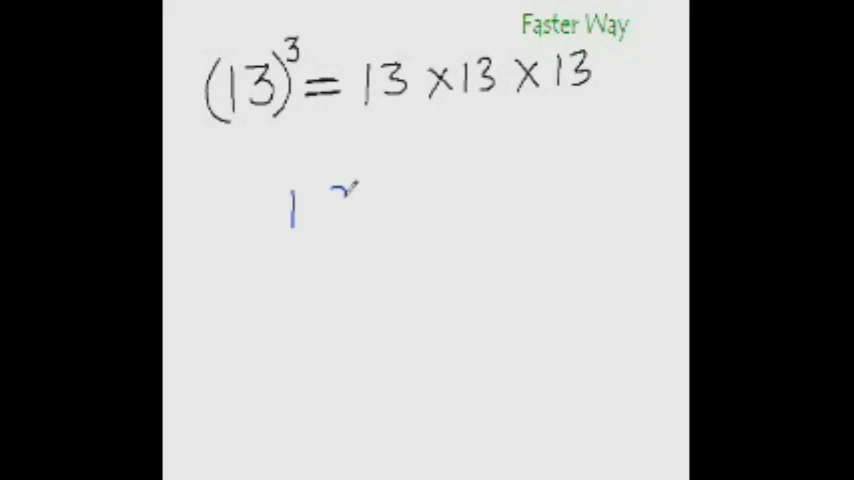 Faster Way
(13)³ = 13 × 13 × 13
1